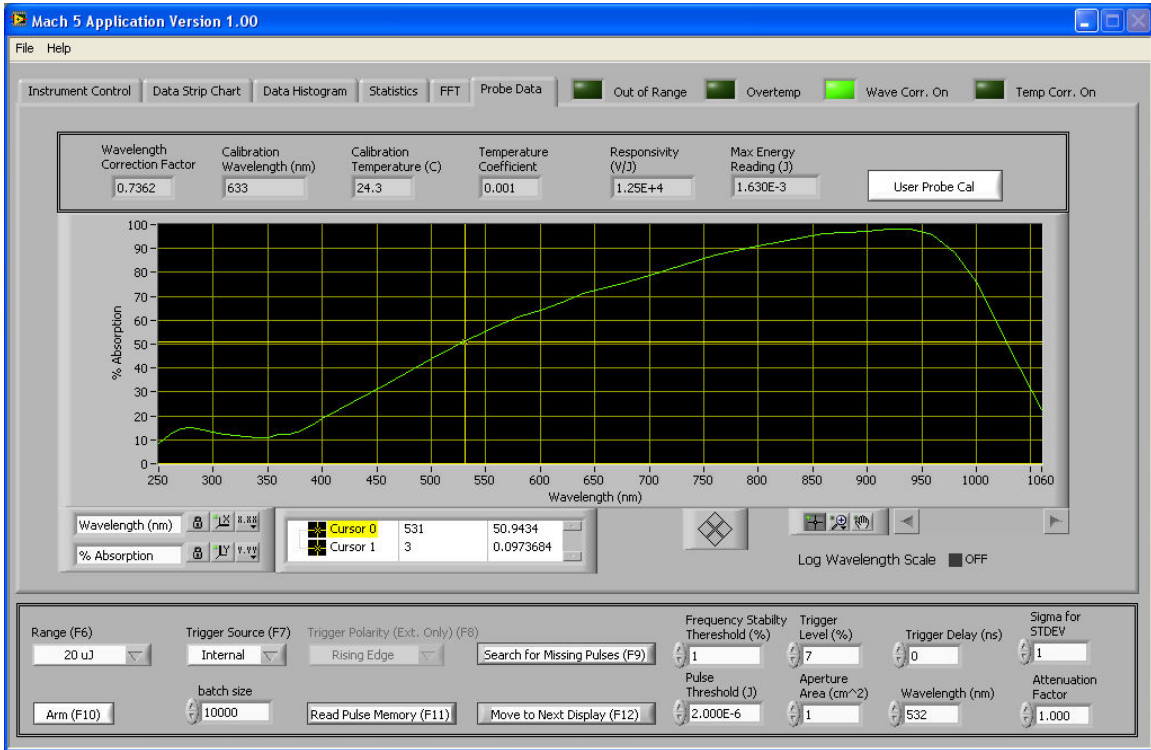 Mach 5 Application Version 1.00
File Help
Instrument Control Data Strip Chart Data Histogram Statistics FFT Probe Data Out of Range Overtemp Wave Corr. On Temp Corr. On
Wavelength Correction Factor
0.7362
Calibration Wavelength (nm)
633
Calibration Temperature (C)
24.3
Temperature Coefficient
0.001
Responsivity (V/J)
1.25E+4
Max Energy Reading (J)
1.630E-3
User Probe Cal
% Absorption
100
90
80
70
60
50
40
30
20
10
0
250 300 350 400 450 500 550 600 650 700 750 800 850 900 950 1000 1060
Wavelength (nm)
Wavelength (nm)
% Absorption
Cursor 0 531 50.9434
Cursor 1 3 0.0973684
Log Wavelength Scale OFF
Range (F6)
20 uJ
Trigger Source (F7)
Internal
Trigger Polarity (Ext. Only) (F8)
Rising Edge
Search for Missing Pulses (F9)
Frequency Stabilty Thereshold (%)
1
Trigger Level (%)
7
Trigger Delay (ns)
0
Sigma for STDEV
1
Arm (F10)
batch size
10000
Read Pulse Memory (F11)
Move to Next Display (F12)
Pulse Threshold (J)
2.000E-6
Aperture Area (cm^2)
1
Wavelength (nm)
532
Attenuation Factor
1.000